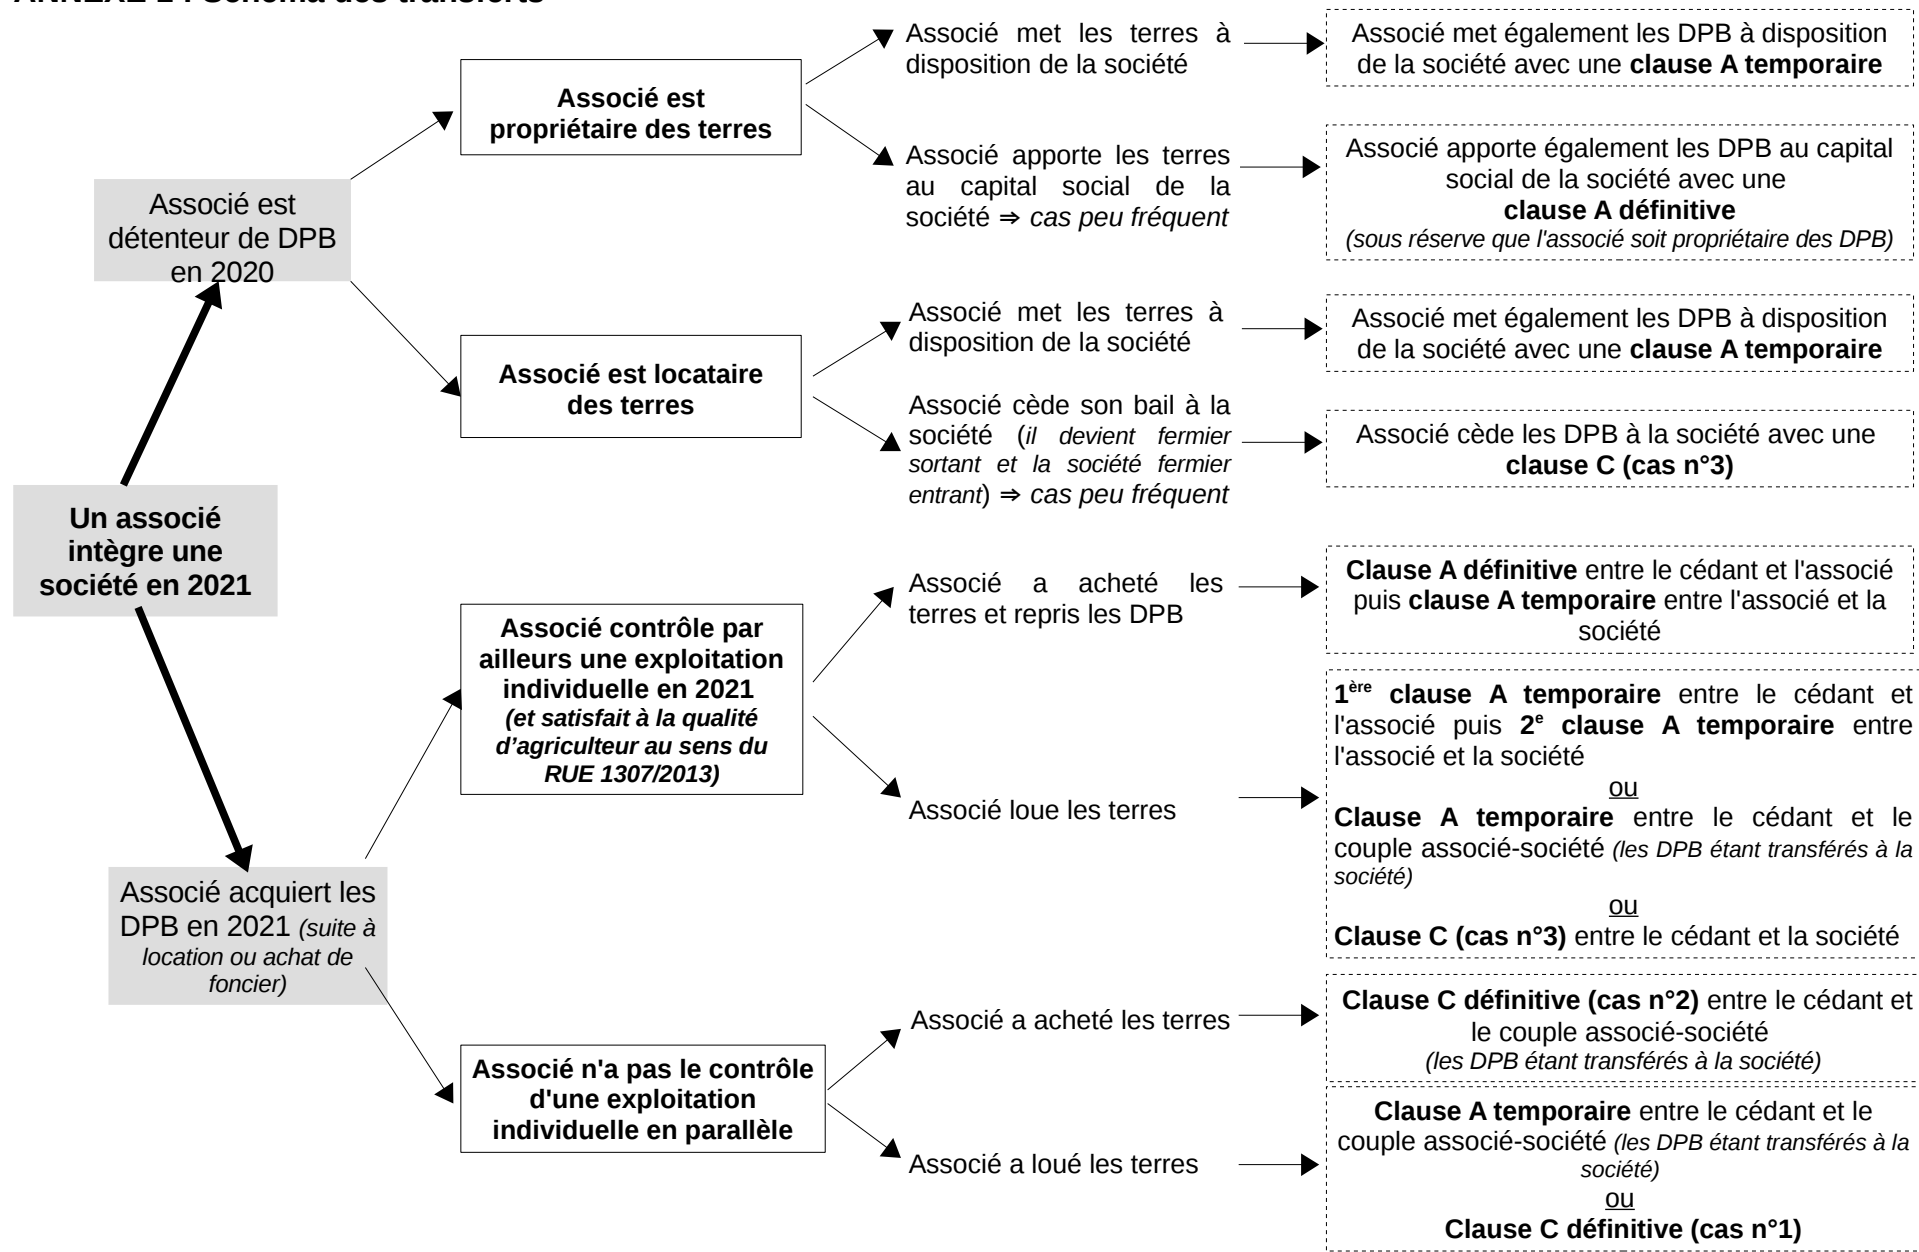 ANNEXE 1 : Schéma des transferts
Associé met les terres à
disposition de la société
Associé met également les DPB à disposition
de la société avec une clause A temporaire
Associé est
propriétaire des terres
Associé apporte les terres
au capital social de la
société ⇒ cas peu fréquent
Associé apporte également les DPB au capital
social de la société avec une
clause A définitive
(sous réserve que l'associé soit propriétaire des DPB)
Associé est
détenteur de DPB
en 2020
Associé met les terres à
disposition de la société
Associé met également les DPB à disposition
de la société avec une clause A temporaire
Associé est locataire
des terres
Associé cède son bail à la
société (il devient fermier
sortant et la société fermier
entrant) ⇒ cas peu fréquent
Associé cède les DPB à la société avec une
clause C (cas n°3)
Un associé
intègre une
société en 2021
Associé contrôle par
ailleurs une exploitation
individuelle en 2021
(et satisfait à la qualité
d’agriculteur au sens du
RUE 1307/2013)
Associé a acheté les
terres et repris les DPB
Clause A définitive entre le cédant et l'associé
puis clause A temporaire entre l'associé et la
société
Associé loue les terres
1ère clause A temporaire entre le cédant et
l'associé puis 2e clause A temporaire entre
l'associé et la société
ou
Clause A temporaire entre le cédant et le
couple associé-société (les DPB étant transférés à la
société)
ou
Clause C (cas n°3) entre le cédant et la société
Associé acquiert les
DPB en 2021 (suite à
location ou achat de
foncier)
Associé n'a pas le contrôle
d'une exploitation
individuelle en parallèle
Associé a acheté les terres
Clause C définitive (cas n°2) entre le cédant et
le couple associé-société
(les DPB étant transférés à la société)
Associé a loué les terres
Clause A temporaire entre le cédant et le
couple associé-société (les DPB étant transférés à la
société)
ou
Clause C définitive (cas n°1)